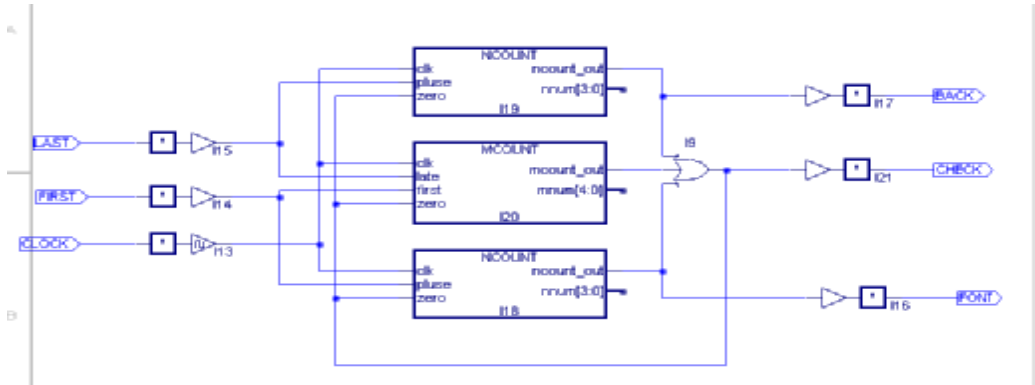 A
NCOUNT
clk
pluse
zero
ncount_out
nnum[3:0]
I19
LAST
I15
FIRST
I14
CLOCK
I13
MCOUNT
clk
late
first
zero
mcount_out
mnum[4:0]
I20
NCOUNT
clk
pluse
zero
ncount_out
nnum[3:0]
I18
I9
I17
BACK
I21
CHECK
I16
FONT
B